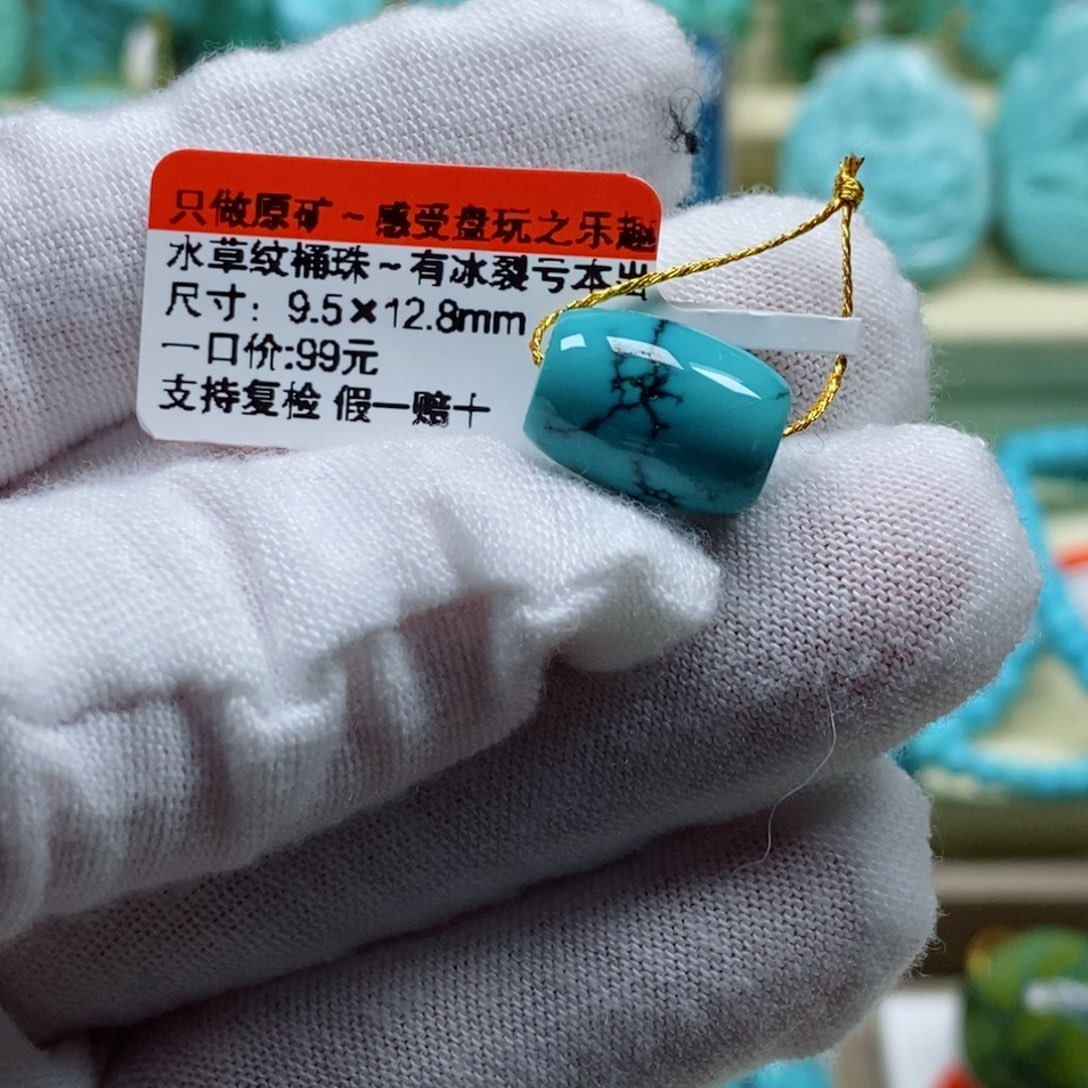 只做原矿～感受盘玩之乐趣
水草纹桶珠～有冰裂亏本出
尺寸：9.5×12.8mm
一口价:99元
支持复检 假一赔十